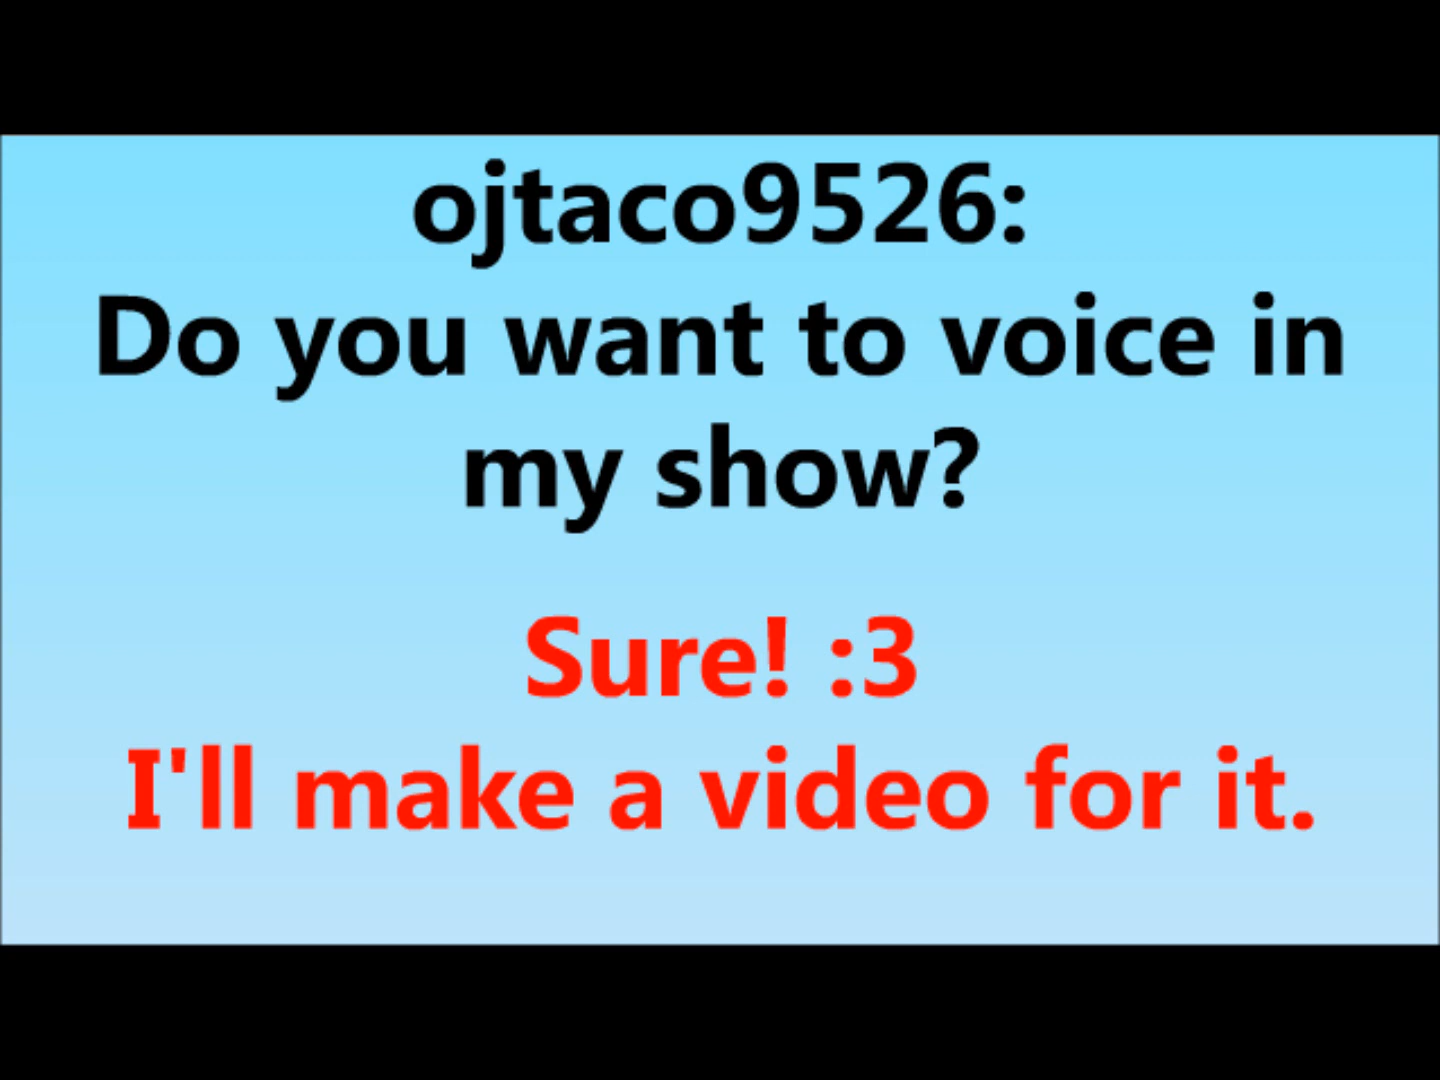 ojtaco9526:
Do you want to voice in
my show?
Sure! :3
I'll make a video for it.